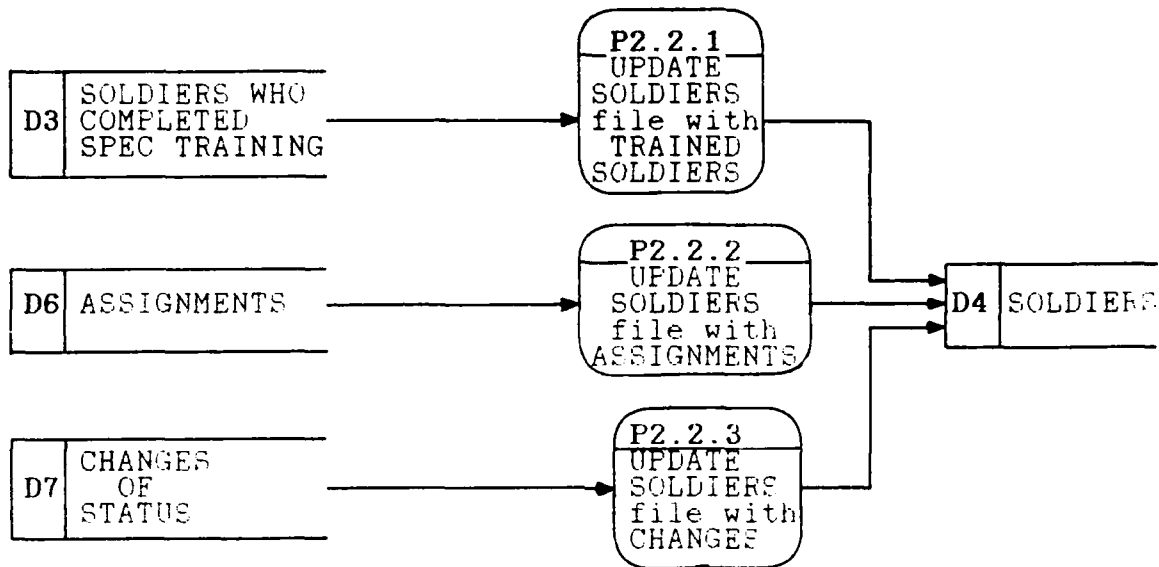 D3
SOLDIERS WHO
COMPLETED
SPEC TRAINING
P2.2.1
UPDATE
SOLDIERS
file with
TRAINED
SOLDIERS
D6
ASSIGNMENTS
P2.2.2
UPDATE
SOLDIERS
file with
ASSIGNMENTS
D4
SOLDIERS
D7
CHANGES
OF
STATUS
P2.2.3
UPDATE
SOLDIERS
file with
CHANGES